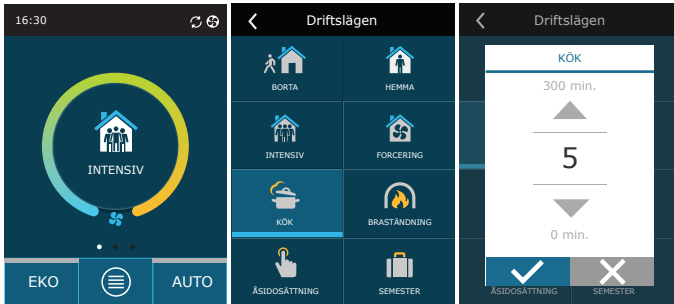 16:30
INTENSIV
EKO
AUTO
Driftslägen
BORTA
HEMMA
INTENSIV
FORCERING
KÖK
BRASTÄNDNING
ÅSIDOSÄTTNING
SEMESTER
Driftslägen
KÖK
300 min.
5
0 min.
ÅSIDOSÄTTNING
SEMESTER